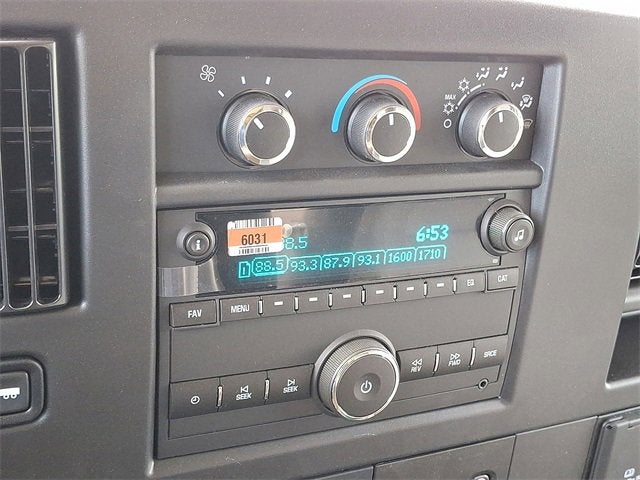 MAX
6:53
6031
8.5
1 88.5 93.3 87.9 93.1 1600 1710
FAV MENU EQ CAT
SEEK SEEK REV FWD SRCE